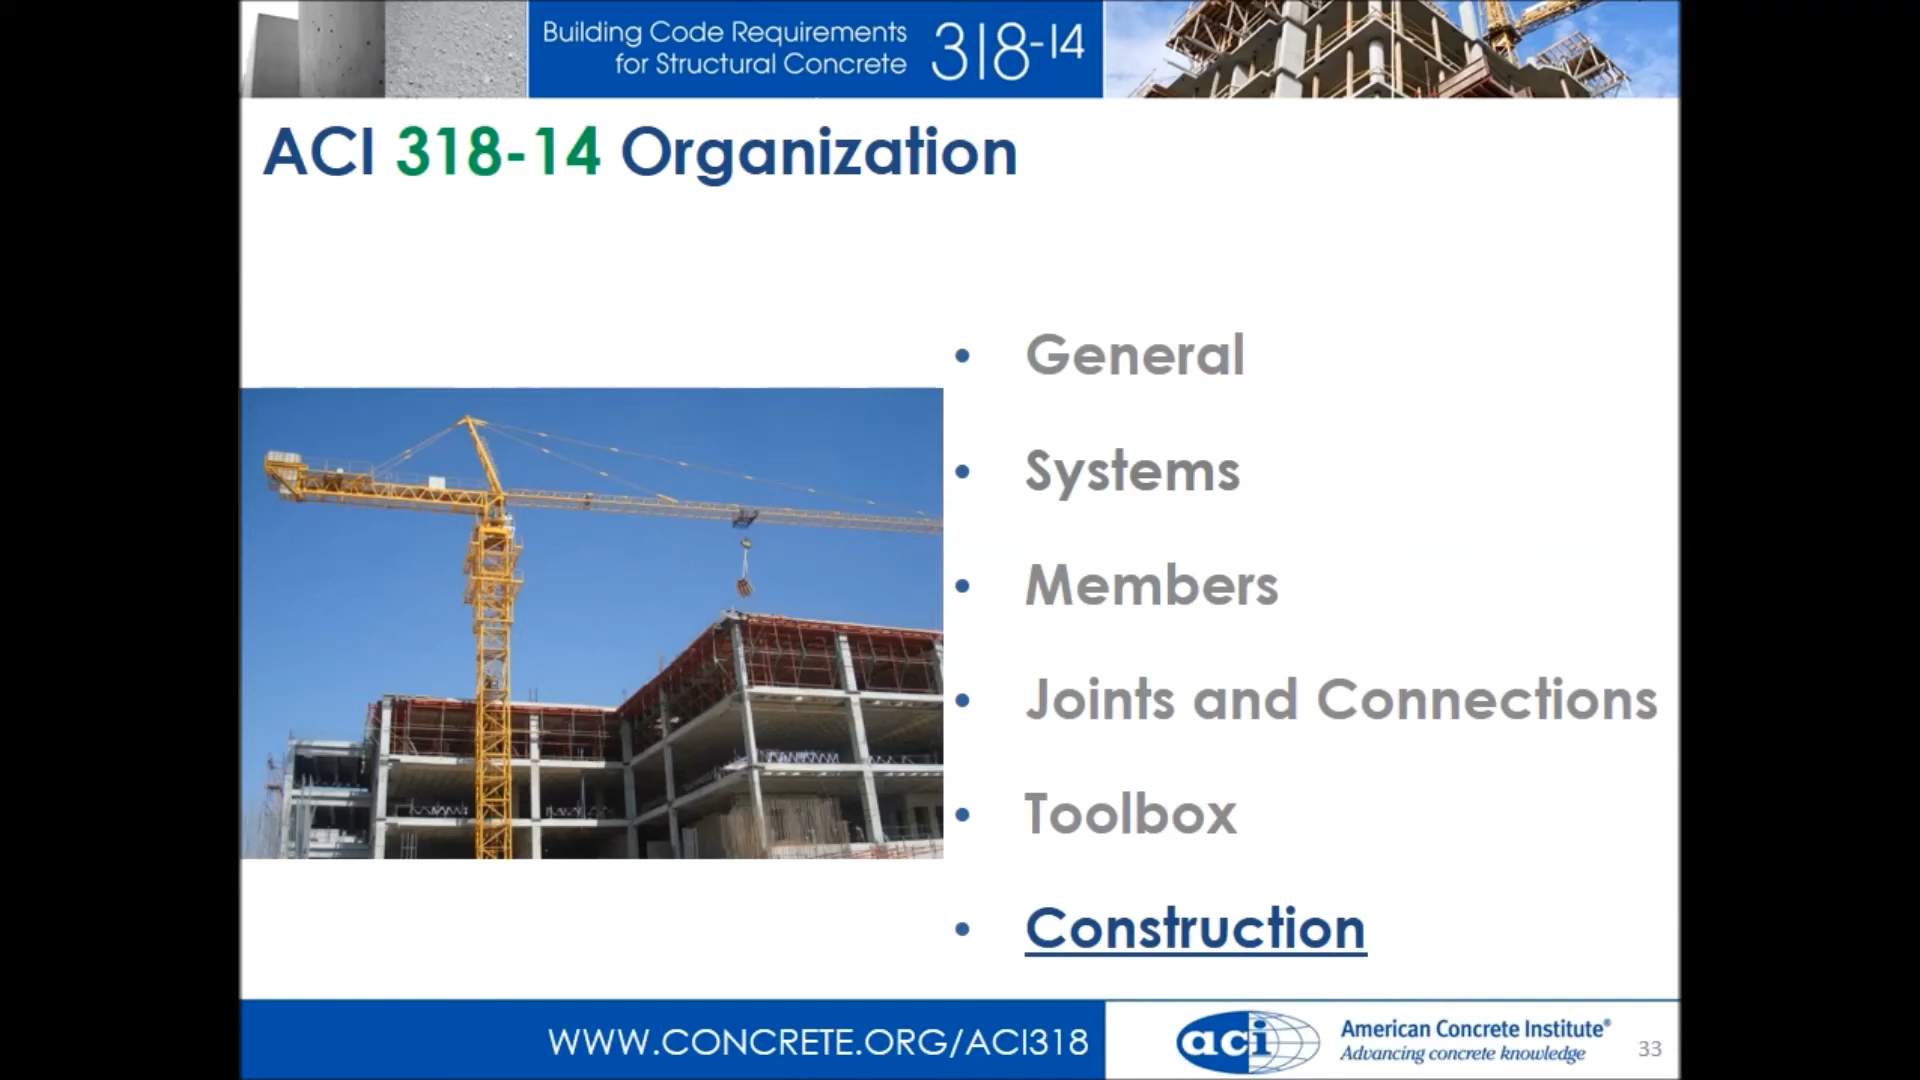 Building Code Requirements
for Structural Concrete
318-14
ACI 318-14 Organization
• General
• Systems
• Members
• Joints and Connections
• Toolbox
• Construction
WWW.CONCRETE.ORG/ACI318
aci
American Concrete Institute®
Advancing concrete knowledge
33